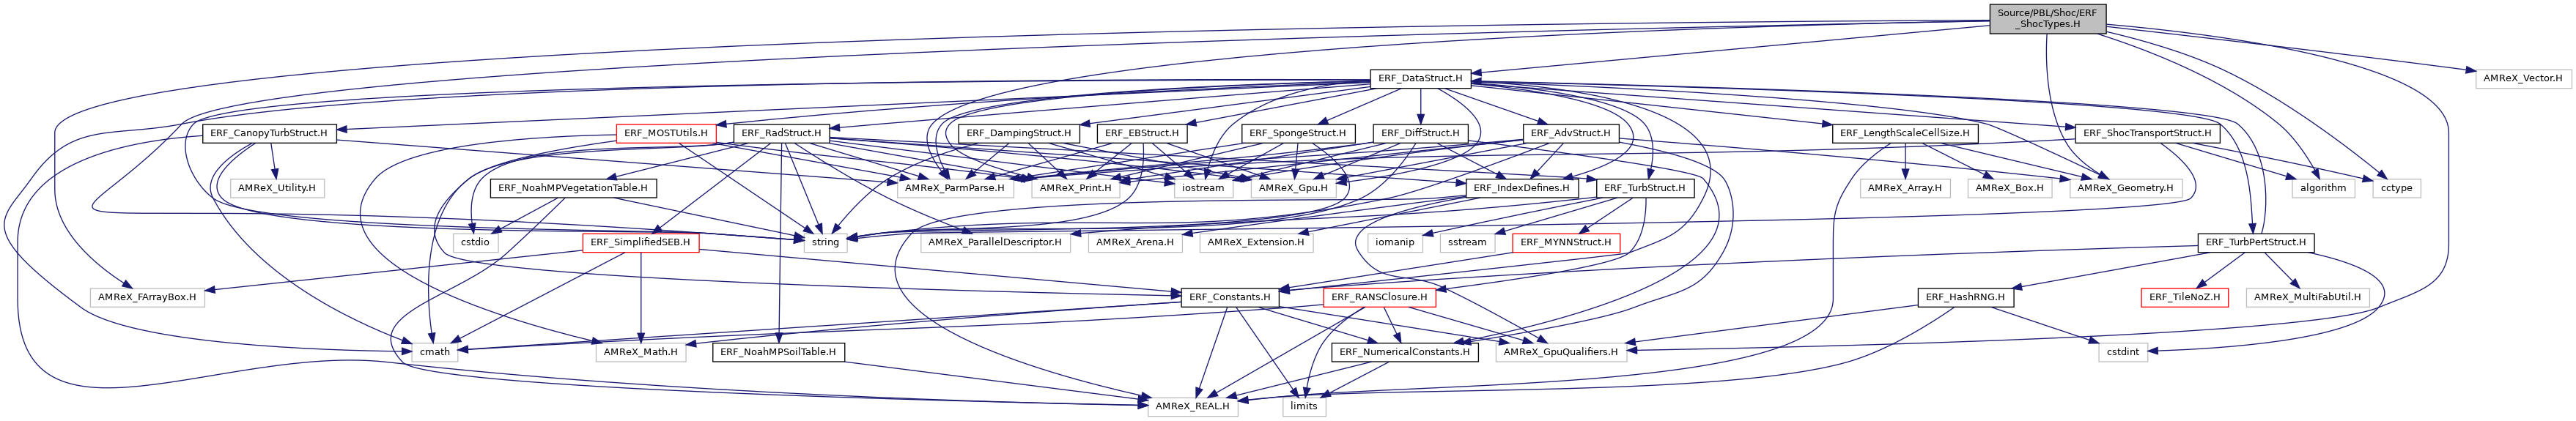 Source/PBL/Shoc/ERF
_ShocTypes.H
ERF_DataStruct.H
AMReX_Vector.H
ERF_CanopyTurbStruct.H
ERF_MOSTUtils.H
ERF_RadStruct.H
ERF_DampingStruct.H
ERF_EBStruct.H
ERF_SpongeStruct.H
ERF_DiffStruct.H
ERF_AdvStruct.H
ERF_LengthScaleCellSize.H
ERF_ShocTransportStruct.H
AMReX_Utility.H
ERF_NoahMPVegetationTable.H
AMReX_ParmParse.H
AMReX_Print.H
iostream
AMReX_Gpu.H
ERF_IndexDefines.H
ERF_TurbStruct.H
AMReX_Array.H
AMReX_Box.H
AMReX_Geometry.H
algorithm
cctype
cstdio
ERF_SimplifiedSEB.H
string
AMReX_ParallelDescriptor.H
AMReX_Arena.H
AMReX_Extension.H
iomanip
sstream
ERF_MYNNStruct.H
ERF_TurbPertStruct.H
AMReX_FArrayBox.H
ERF_Constants.H
ERF_RANSClosure.H
ERF_HashRNG.H
ERF_TileNoZ.H
AMReX_MultiFabUtil.H
cmath
AMReX_Math.H
ERF_NoahMPSoilTable.H
ERF_NumericalConstants.H
AMReX_GpuQualifiers.H
cstdint
AMReX_REAL.H
limits